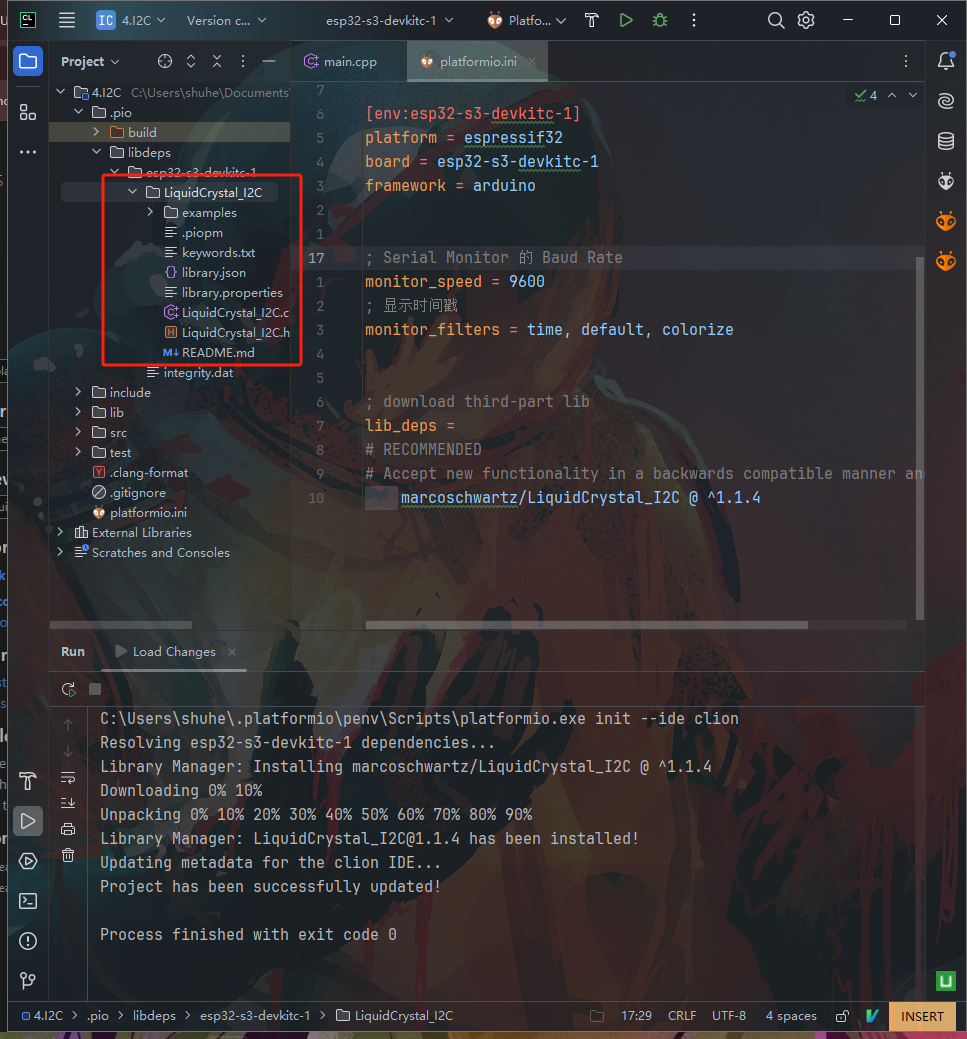 IC 4.I2C Version c... esp32-s3-devkitc-1 Platfo...
Project
main.cpp
platformio.ini
4.I2C C:\Users\shuhe\Documents
.pio
build
libdeps
esp32-s3-devkitc-1
LiquidCrystal_I2C
examples
.piopm
keywords.txt
library.json
library.properties
LiquidCrystal_I2C.c
LiquidCrystal_I2C.h
README.md
integrity.dat
include
lib
src
test
.clang-format
.gitignore
platformio.ini
External Libraries
Scratches and Consoles
4
7
6 [env:esp32-s3-devkitc-1]
5 platform = espressif32
4 board = esp32-s3-devkitc-1
3 framework = arduino
2
1
17 ; Serial Monitor 的 Baud Rate
1 monitor_speed = 9600
2 ; 显示时间戳
3 monitor_filters = time, default, colorize
4
5
6 ; download third-part lib
7 lib_deps =
8 # RECOMMENDED
9 # Accept new functionality in a backwards compatible manner an
10 marcoschwartz/LiquidCrystal_I2C @ ^1.1.4
Run Load Changes
C:\Users\shuhe\.platformio\penv\Scripts\platformio.exe init --ide clion
Resolving esp32-s3-devkitc-1 dependencies...
Library Manager: Installing marcoschwartz/LiquidCrystal_I2C @ ^1.1.4
Downloading 0% 10%
Unpacking 0% 10% 20% 30% 40% 50% 60% 70% 80% 90%
Library Manager: LiquidCrystal_I2C@1.1.4 has been installed!
Updating metadata for the clion IDE...
Project has been successfully updated!
Process finished with exit code 0
4.I2C > .pio > libdeps > esp32-s3-devkitc-1 > LiquidCrystal_I2C 17:29 CRLF UTF-8 4 spaces INSERT